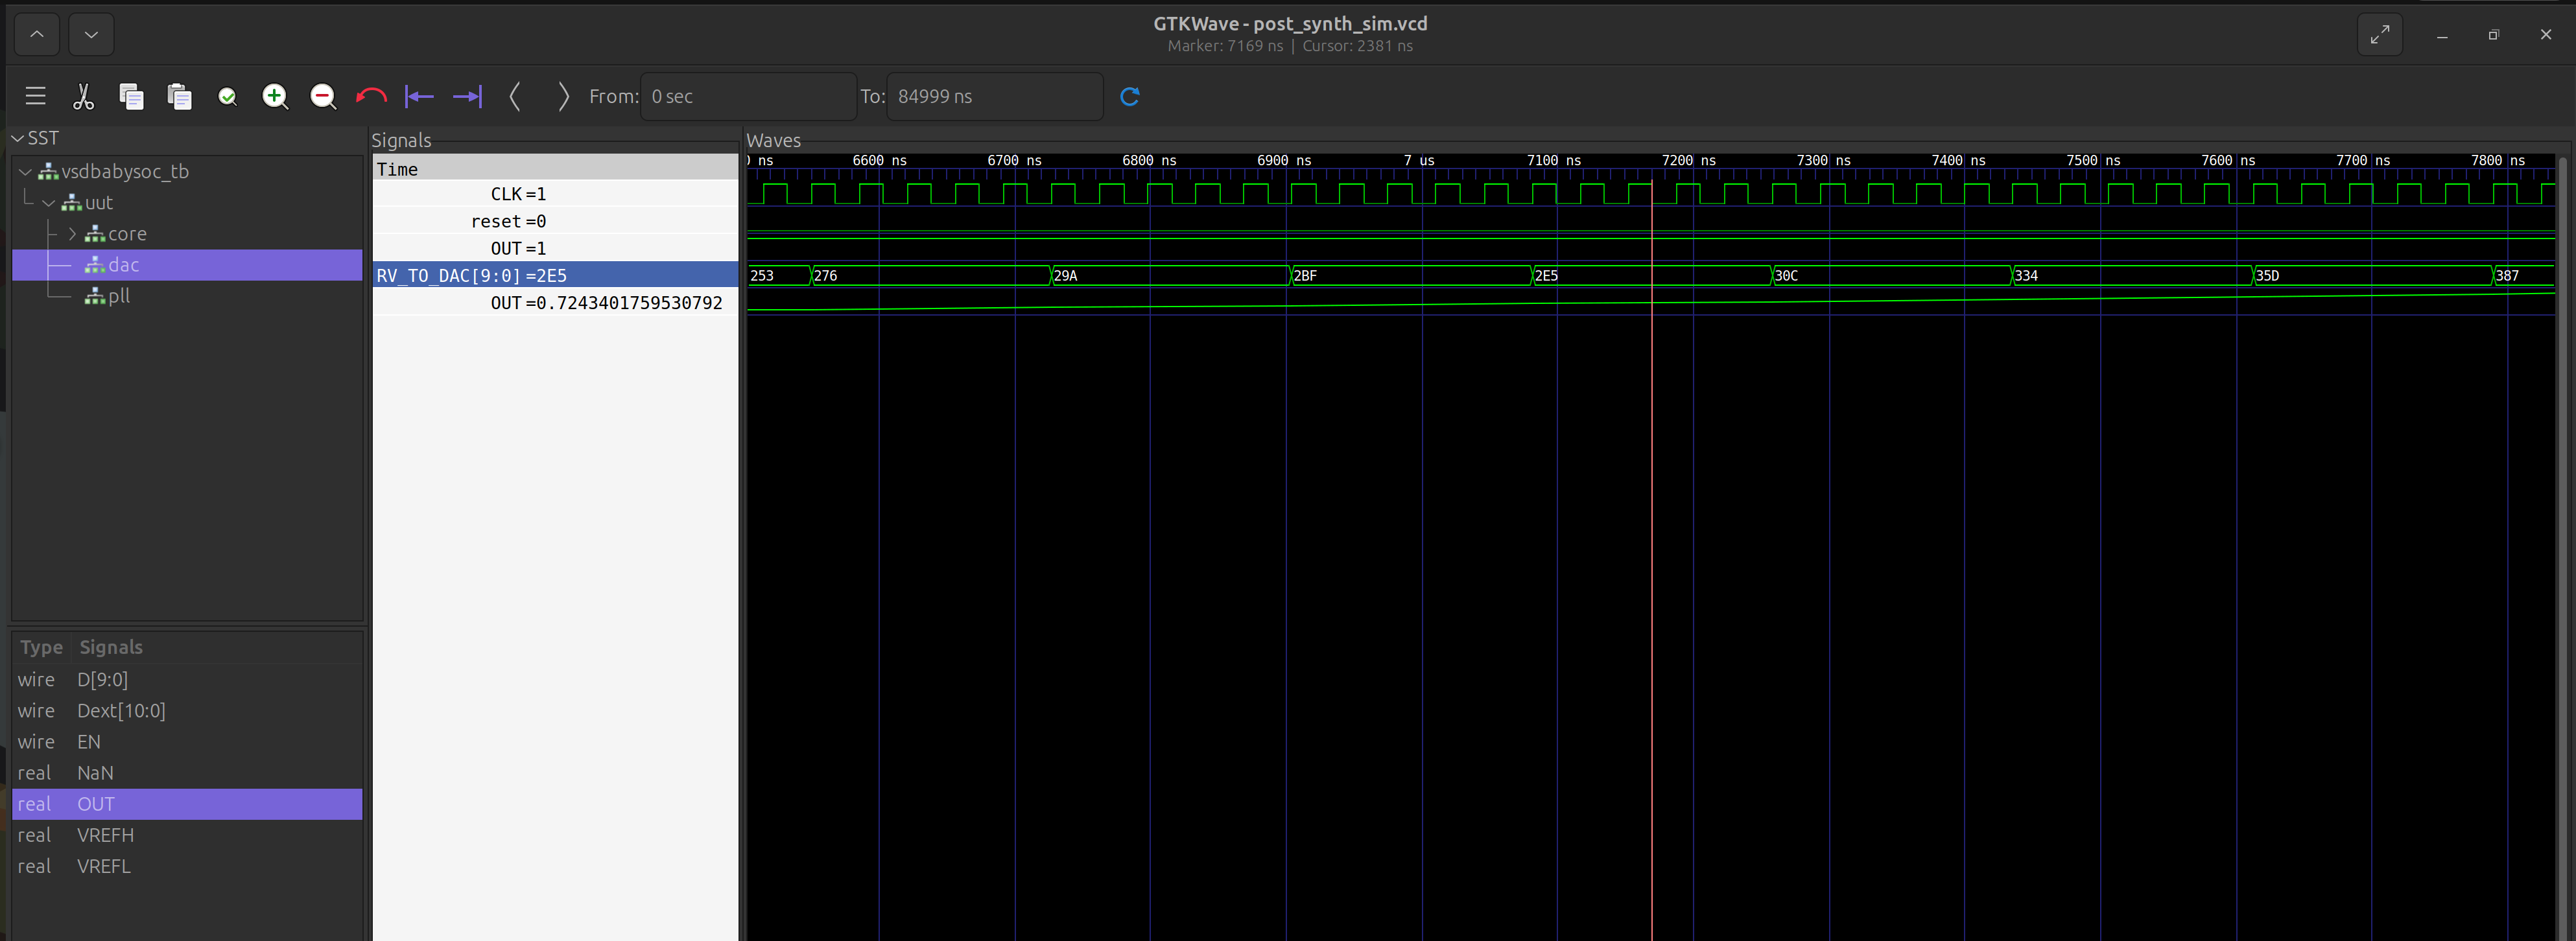 GTKWave - post_synth_sim.vcd
Marker: 7169 ns | Cursor: 2381 ns
From: 0 sec To: 84999 ns
SST
vsdbabysoc_tb
uut
core
dac
pll
Type Signals
wire D[9:0]
wire Dext[10:0]
wire EN
real NaN
real OUT
real VREFH
real VREFL
Signals
Time
CLK=1
reset=0
OUT=1
RV_TO_DAC[9:0]=2E5
OUT=0.7243401759530792
Waves
ns 6600 ns 6700 ns 6800 ns 6900 ns 7 us 7100 ns 7200 ns 7300 ns 7400 ns 7500 ns 7600 ns 7700 ns 7800 ns
253 276 29A 2BF 2E5 30C 334 35D 387